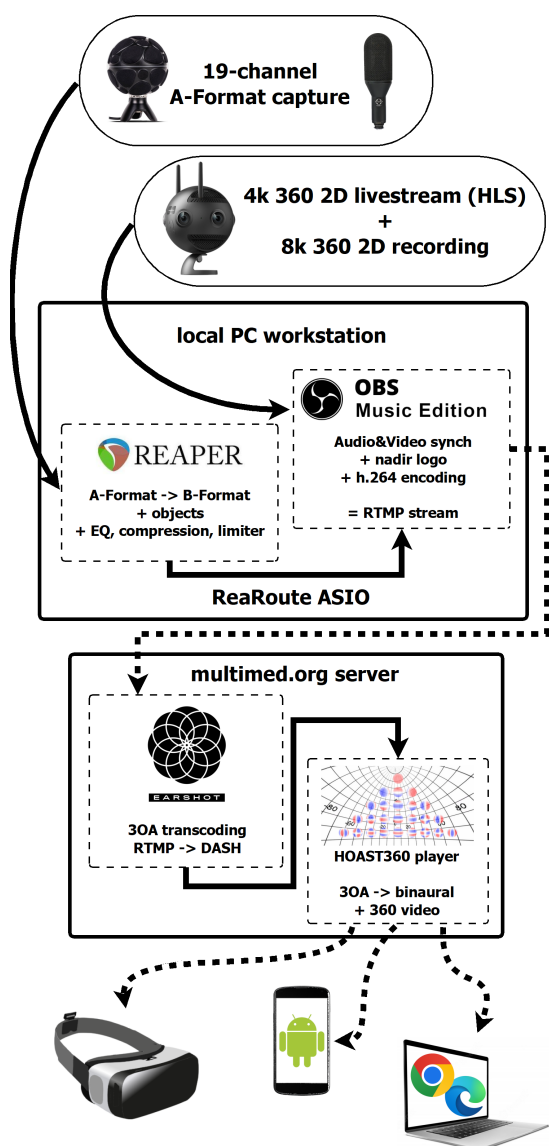 19-channel
A-Format capture
4k 360 2D livestream (HLS)
+
8k 360 2D recording
local PC workstation
OBS
Music Edition
Audio&Video synch
+ nadir logo
+ h.264 encoding
= RTMP stream
REAPER
A-Format -> B-Format
+ objects
+ EQ, compression, limiter
ReaRoute ASIO
multimed.org server
EARSHOT
3OA transcoding
RTMP -> DASH
80
HOAST360 player
3OA -> binaural
+ 360 video